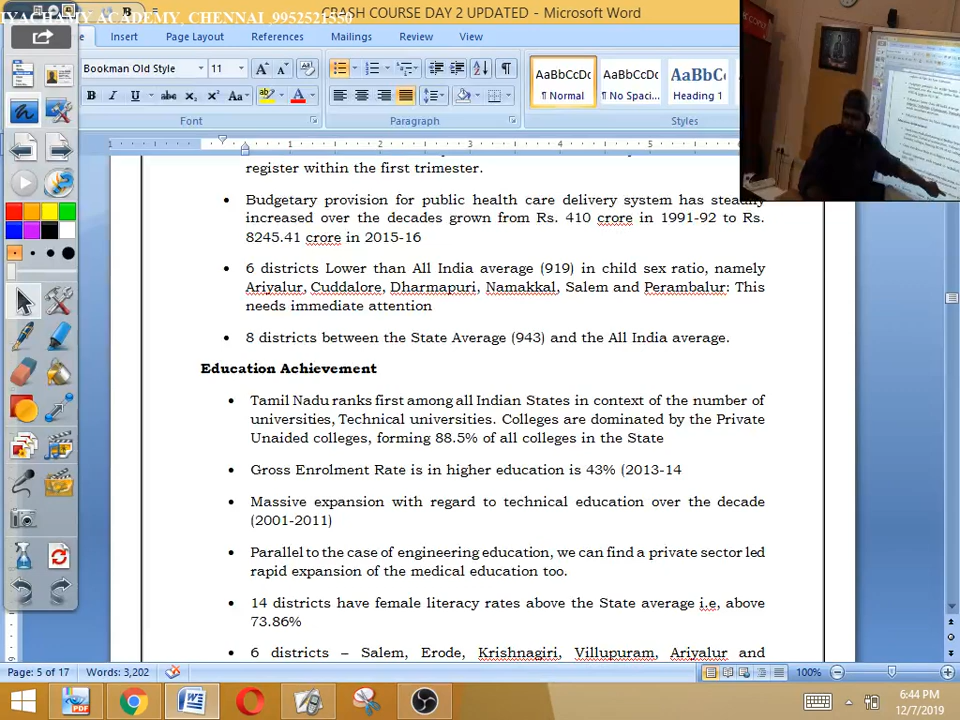 IYACHAMY ACADEMY, CHENNAI ,9952521550
CRASH COURSE DAY 2 UPDATED - Microsoft Word
Insert Page Layout References Mailings Review View
Bookman Old Style 11
AaBbCcDc AaBbCcDc AaBbCc
¶ Normal ¶ No Spaci... Heading 1
Font Paragraph Styles
register within the first trimester.
Budgetary provision for public health care delivery system has steadily
increased over the decades grown from Rs. 410 crore in 1991-92 to Rs.
8245.41 crore in 2015-16
6 districts Lower than All India average (919) in child sex ratio, namely
Ariyalur, Cuddalore, Dharmapuri, Namakkal, Salem and Perambalur: This
needs immediate attention
8 districts between the State Average (943) and the All India average.
Education Achievement
Tamil Nadu ranks first among all Indian States in context of the number of
universities, Technical universities. Colleges are dominated by the Private
Unaided colleges, forming 88.5% of all colleges in the State
Gross Enrolment Rate is in higher education is 43% (2013-14
Massive expansion with regard to technical education over the decade
(2001-2011)
Parallel to the case of engineering education, we can find a private sector led
rapid expansion of the medical education too.
14 districts have female literacy rates above the State average i.e, above
73.86%
6 districts – Salem, Erode, Krishnagiri, Villupuram, Ariyalur and
Page: 5 of 17 Words: 3,202 100%
6:44 PM
12/7/2019